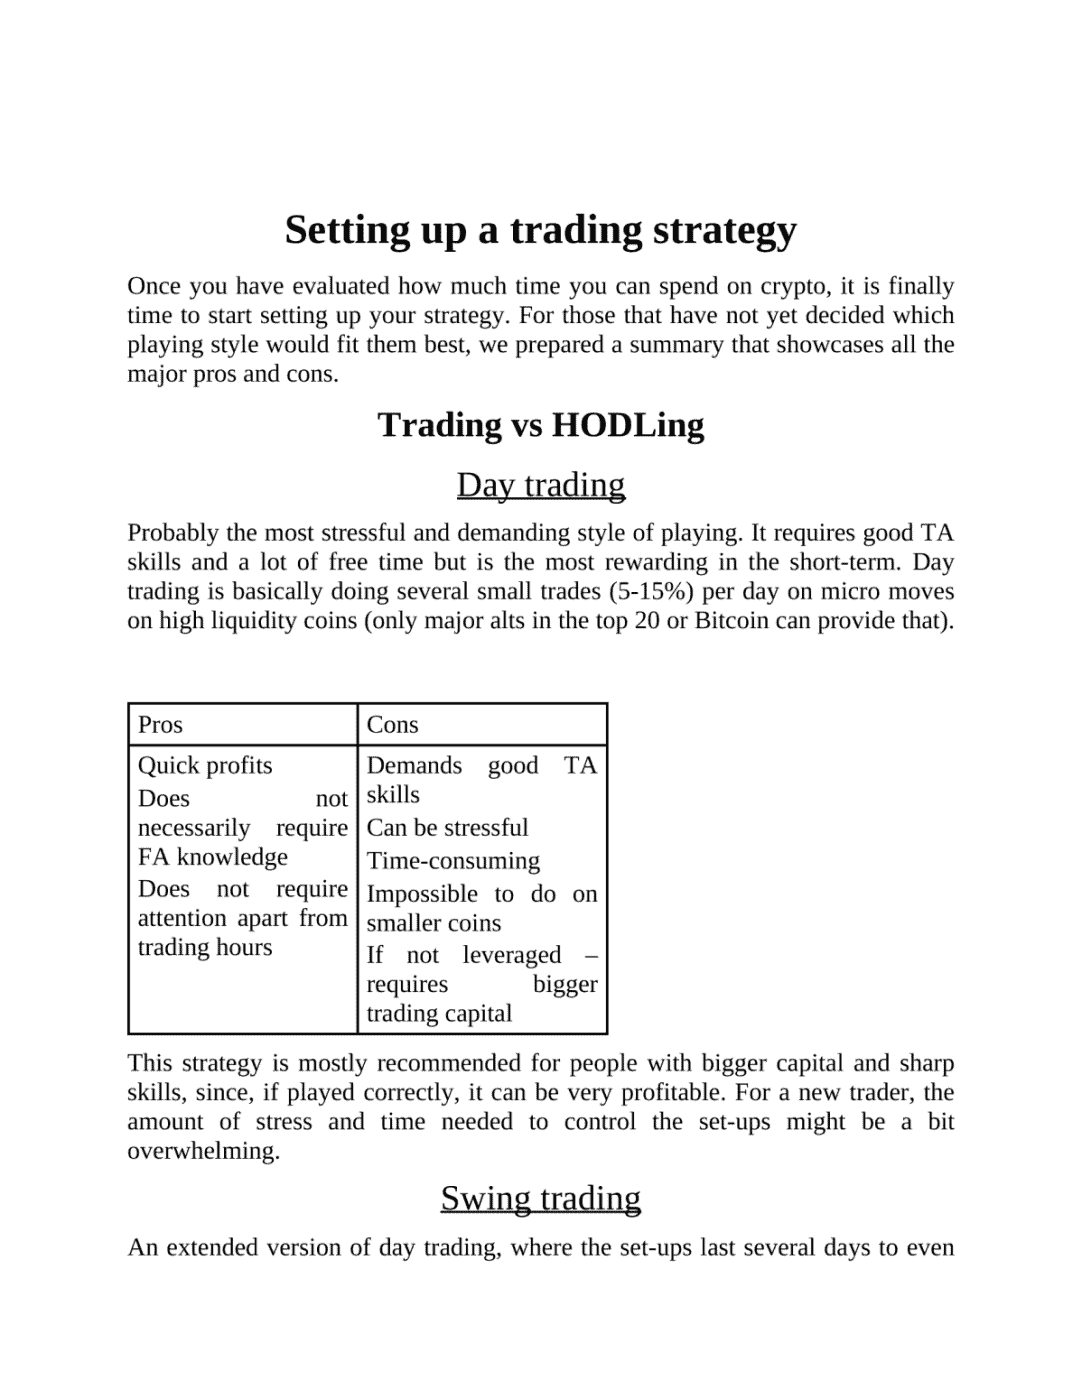 Setting up a trading strategy
Once you have evaluated how much time you can spend on crypto, it is finally
time to start setting up your strategy. For those that have not yet decided which
playing style would fit them best, we prepared a summary that showcases all the
major pros and cons.
Trading vs HODLing
Day trading
Probably the most stressful and demanding style of playing. It requires good TA
skills and a lot of free time but is the most rewarding in the short-term. Day
trading is basically doing several small trades (5-15%) per day on micro moves
on high liquidity coins (only major alts in the top 20 or Bitcoin can provide that).
Pros
Cons
Quick profits
Does not
necessarily require
FA knowledge
Does not require
attention apart from
trading hours
Demands good TA
skills
Can be stressful
Time-consuming
Impossible to do on
smaller coins
If not leveraged –
requires bigger
trading capital
This strategy is mostly recommended for people with bigger capital and sharp
skills, since, if played correctly, it can be very profitable. For a new trader, the
amount of stress and time needed to control the set-ups might be a bit
overwhelming.
Swing trading
An extended version of day trading, where the set-ups last several days to even